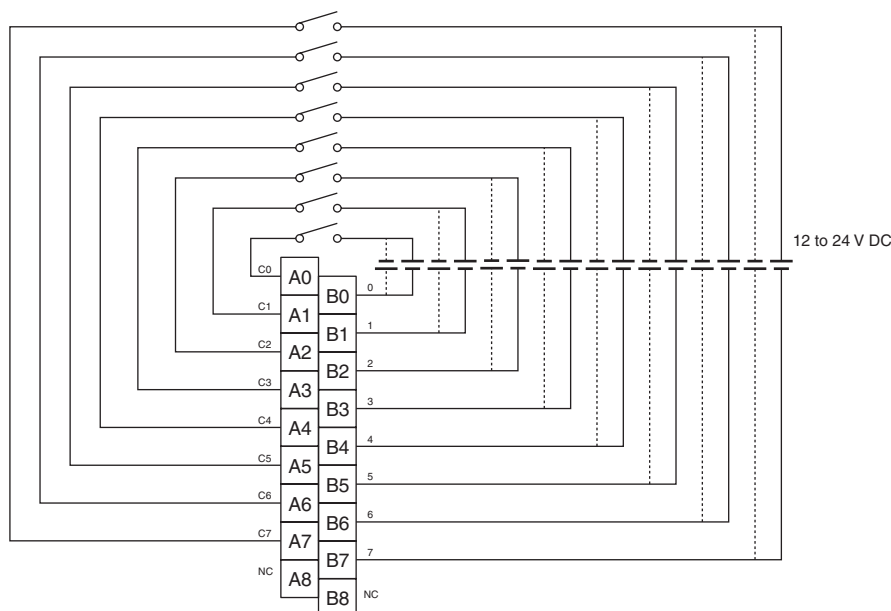 12 to 24 V DC
C0 A0
B0 0
C1 A1
B1 1
C2 A2
B2 2
C3 A3
B3 3
C4 A4
B4 4
C5 A5
B5 5
C6 A6
B6 6
C7 A7
B7 7
NC A8
B8 NC